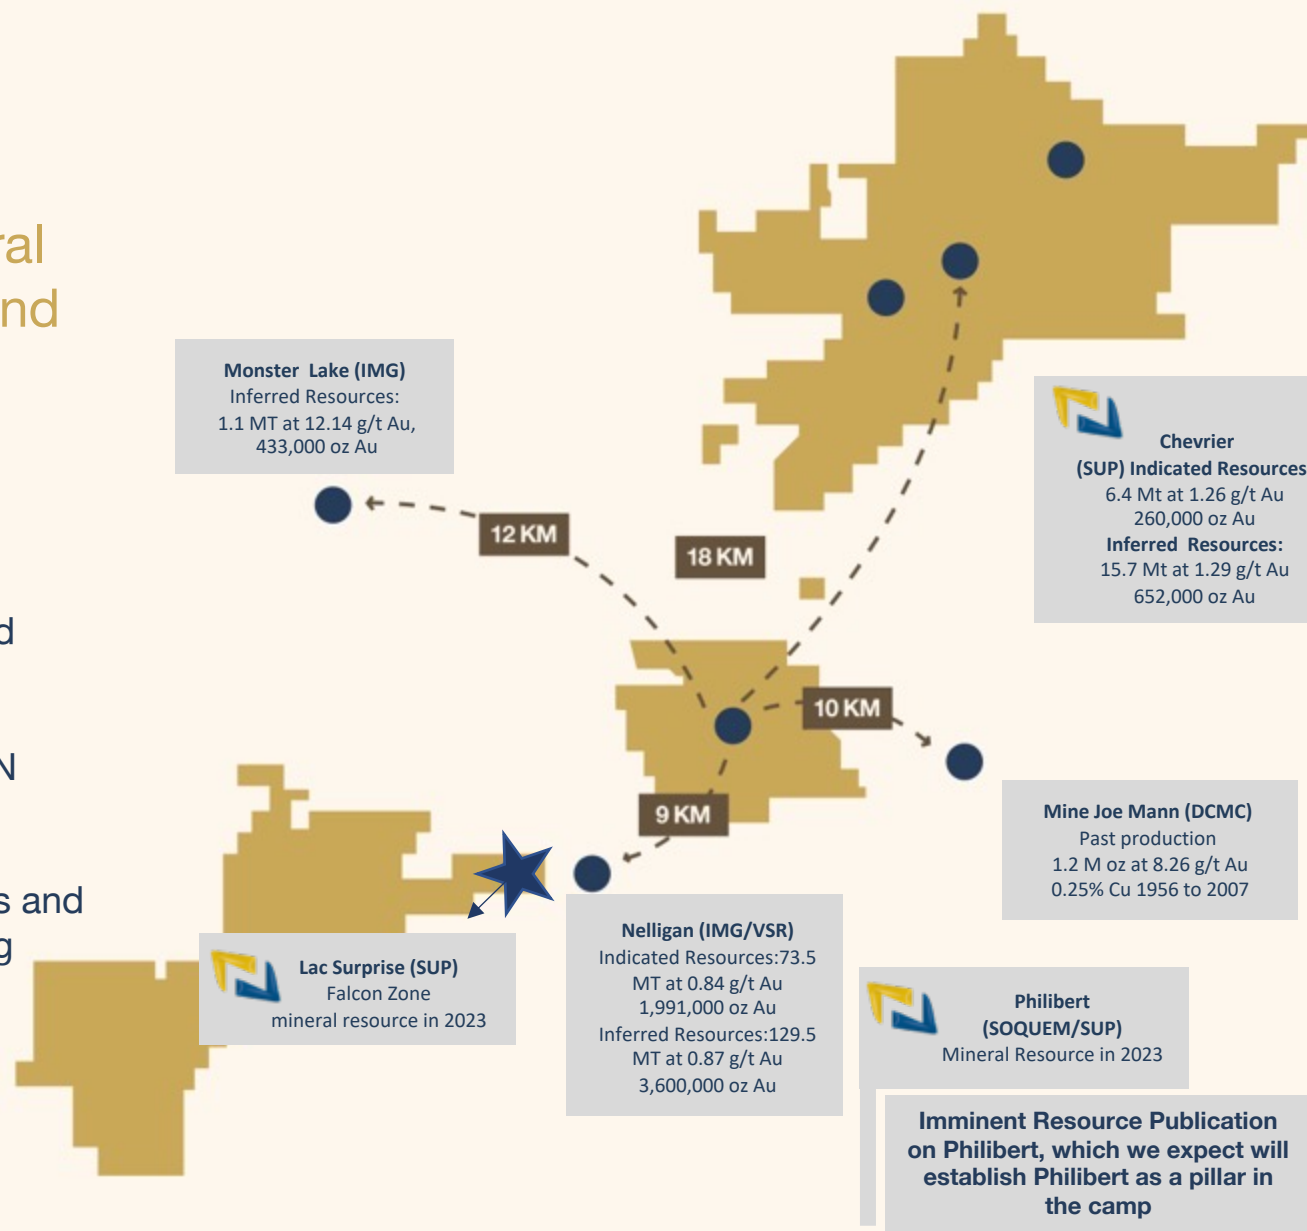 ral
nd
d
N
s and
g
Monster Lake (IMG)
Inferred Resources:
1.1 MT at 12.14 g/t Au,
433,000 oz Au
12 KM
18 KM
Chevrier
(SUP) Indicated Resources
6.4 Mt at 1.26 g/t Au
260,000 oz Au
Inferred Resources:
15.7 Mt at 1.29 g/t Au
652,000 oz Au
10 KM
9 KM
Mine Joe Mann (DCMC)
Past production
1.2 M oz at 8.26 g/t Au
0.25% Cu 1956 to 2007
Lac Surprise (SUP)
Falcon Zone
mineral resource in 2023
Nelligan (IMG/VSR)
Indicated Resources:73.5
MT at 0.84 g/t Au
1,991,000 oz Au
Inferred Resources:129.5
MT at 0.87 g/t Au
3,600,000 oz Au
Philibert
(SOQUEM/SUP)
Mineral Resource in 2023
Imminent Resource Publication
on Philibert, which we expect will
establish Philibert as a pillar in
the camp